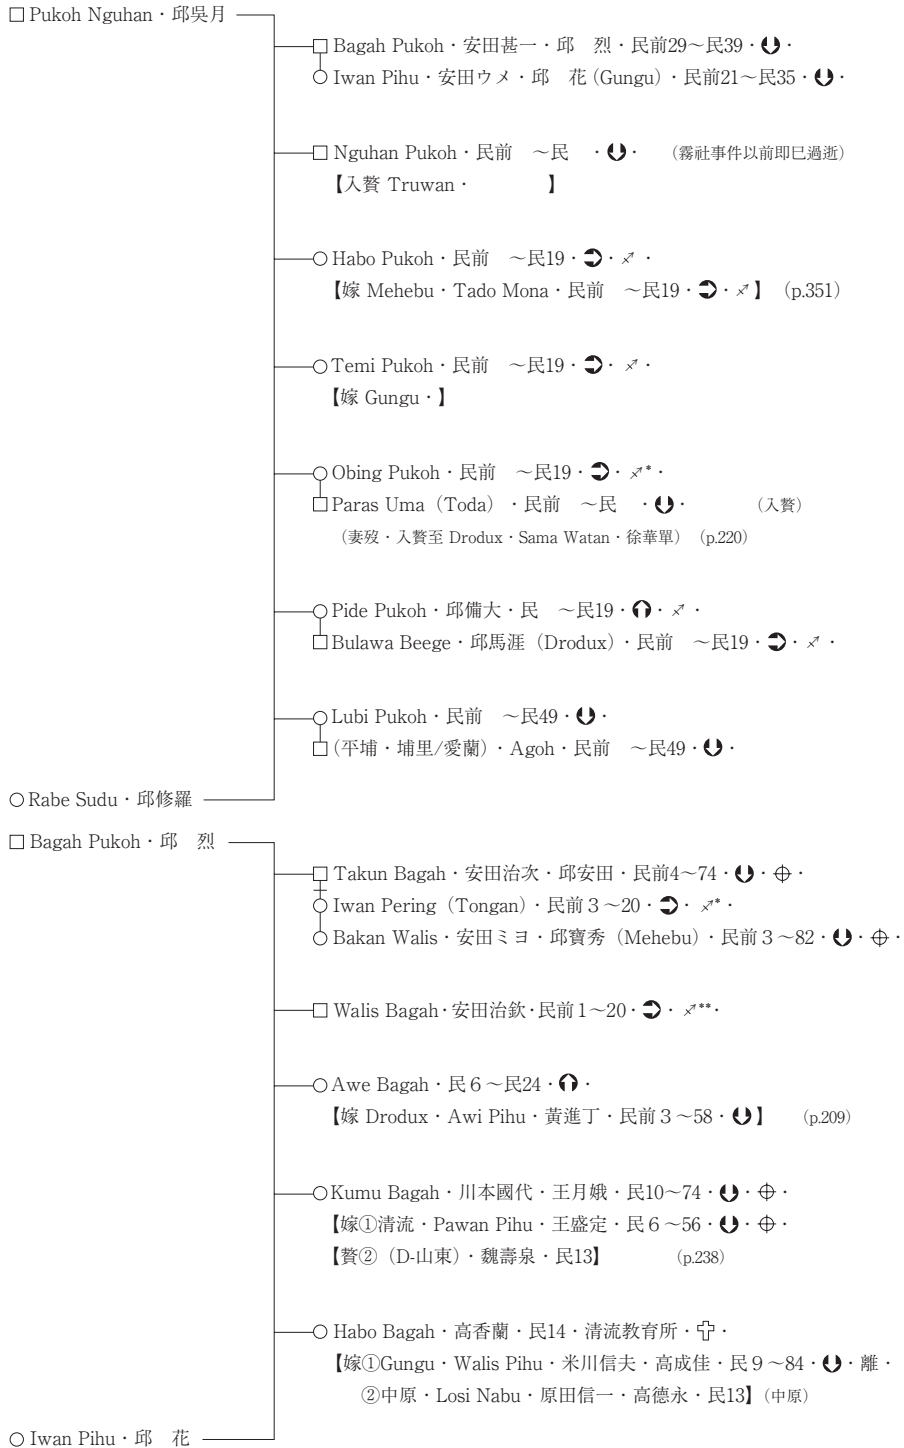 Pukoh Nguhan・邱吳月
Bagah Pukoh・安田甚一・邱　烈・民前29～民39・・
Iwan Pihu・安田ウメ・邱　花（Gungu）・民前21～民35・・
Nguhan Pukoh・民前　～民　・・　（霧社事件以前即已過逝）
【入贅 Truwan・　　　　】
Habo Pukoh・民前　～民19・・♐・
【嫁 Mehebu・Tado Mona・民前　～民19・・♐】（p.351）
Temi Pukoh・民前　～民19・・♐・
【嫁 Gungu・】
Obing Pukoh・民前　～民19・・♐*・
Paras Uma（Toda）・民前　～民　・・　　（入贅）
（妻歿・入贅至 Drodux・Sama Watan・徐華單）（p.220）
Pide Pukoh・邱備大・民　～民19・・♐・
Bulawa Beege・邱馬涯（Drodux）・民前　～民19・・♐・
Lubi Pukoh・民前　～民49・・
（平埔・埔里/愛蘭）・Agoh・民前　～民49・・
Rabe Sudu・邱修羅
Bagah Pukoh・邱　烈
Takun Bagah・安田治次・邱安田・民前4～74・・・
Iwan Pering（Tongan）・民前３～20・・♐*・
Bakan Walis・安田ミヨ・邱寶秀（Mehebu）・民前３～82・・・
Walis Bagah・安田治欽・民前１～20・・♐**・
Awe Bagah・民６～民24・・
【嫁 Drodux・Awi Pihu・黃進丁・民前３～58・】（p.209）
Kumu Bagah・川本國代・王月娥・民10～74・・・
【嫁①清流・Pawan Pihu・王盛定・民６～56・・・
【贅②（D-山東）・魏壽泉・民13】（p.238）
Habo Bagah・高香蘭・民14・清流教育所・・
【嫁①Gungu・Walis Pihu・米川信夫・高成佳・民９～84・・離・
②中原・Losi Nabu・原田信一・高德永・民13】（中原）
Iwan Pihu・邱　花